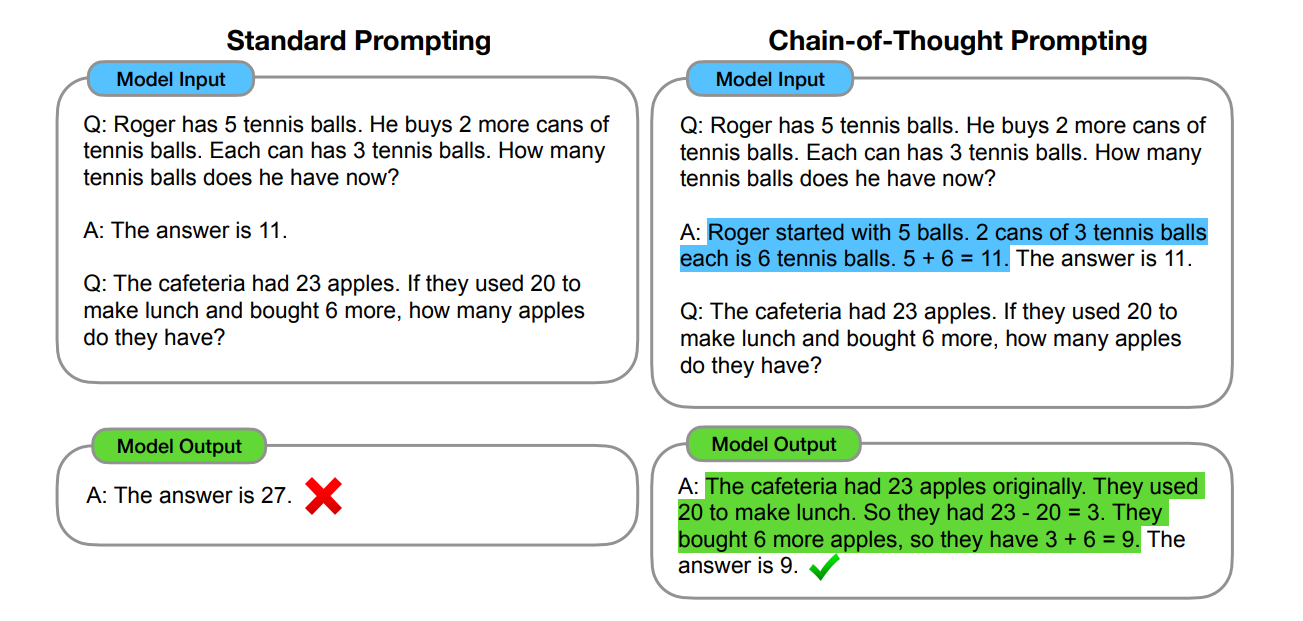 Standard Prompting
Model Input
Q: Roger has 5 tennis balls. He buys 2 more cans of
tennis balls. Each can has 3 tennis balls. How many
tennis balls does he have now?
A: The answer is 11.
Q: The cafeteria had 23 apples. If they used 20 to
make lunch and bought 6 more, how many apples
do they have?
Model Output
A: The answer is 27.
Chain-of-Thought Prompting
Model Input
Q: Roger has 5 tennis balls. He buys 2 more cans of
tennis balls. Each can has 3 tennis balls. How many
tennis balls does he have now?
A: Roger started with 5 balls. 2 cans of 3 tennis balls
each is 6 tennis balls. 5 + 6 = 11. The answer is 11.
Q: The cafeteria had 23 apples. If they used 20 to
make lunch and bought 6 more, how many apples
do they have?
Model Output
A: The cafeteria had 23 apples originally. They used
20 to make lunch. So they had 23 - 20 = 3. They
bought 6 more apples, so they have 3 + 6 = 9. The
answer is 9.